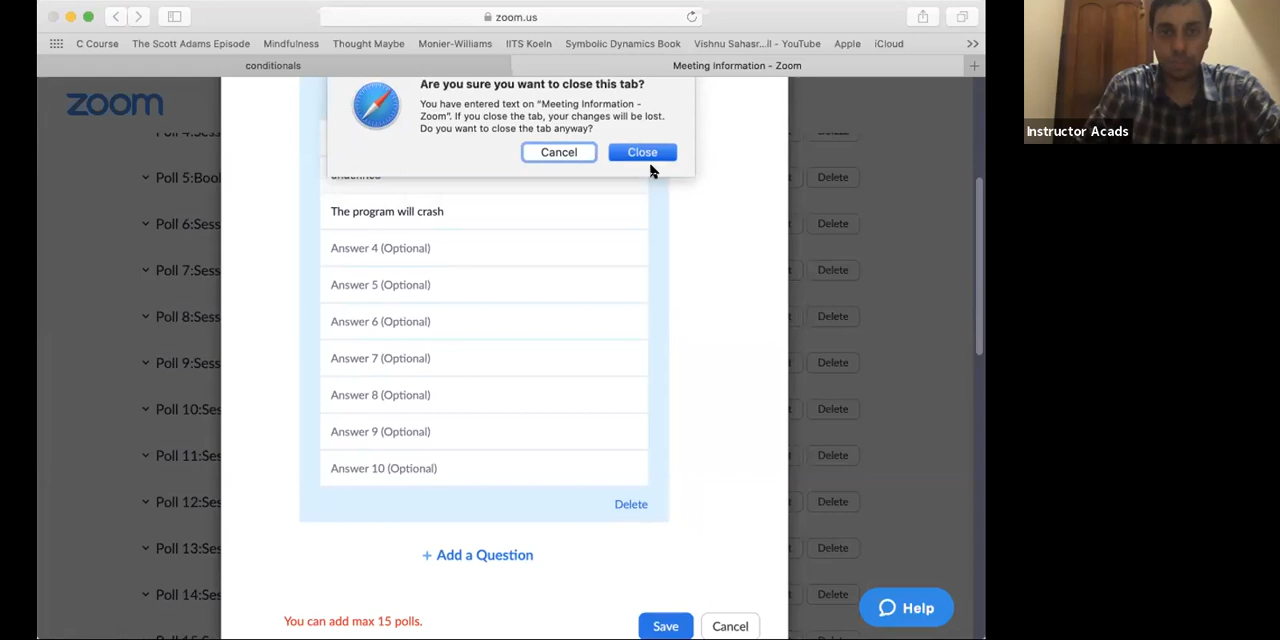 zoom.us
C Course The Scott Adams Episode Mindfulness Thought Maybe Monier-Williams IITS Koeln Symbolic Dynamics Book Vishnu Sahasr...ll - YouTube Apple iCloud
conditionals Meeting Information - Zoom
zoom
Are you sure you want to close this tab?
You have entered text on "Meeting Information -
Zoom". If you close the tab, your changes will be lost.
Do you want to close the tab anyway?
Cancel Close
Instructor Acads
Poll 4:Sess
Poll 5:Bool Delete
The program will crash
Poll 6:Sess Delete
Answer 4 (Optional)
Poll 7:Sess Delete
Answer 5 (Optional)
Poll 8:Sess Delete
Answer 6 (Optional)
Poll 9:Sess Delete
Answer 7 (Optional)
Poll 10:Ses Delete
Answer 8 (Optional)
Poll 11:Ses Delete
Answer 9 (Optional)
Poll 12:Ses Delete
Answer 10 (Optional)
Delete
Poll 13:Ses Delete
+ Add a Question
Poll 14:Ses Delete
Help
You can add max 15 polls. Save Cancel